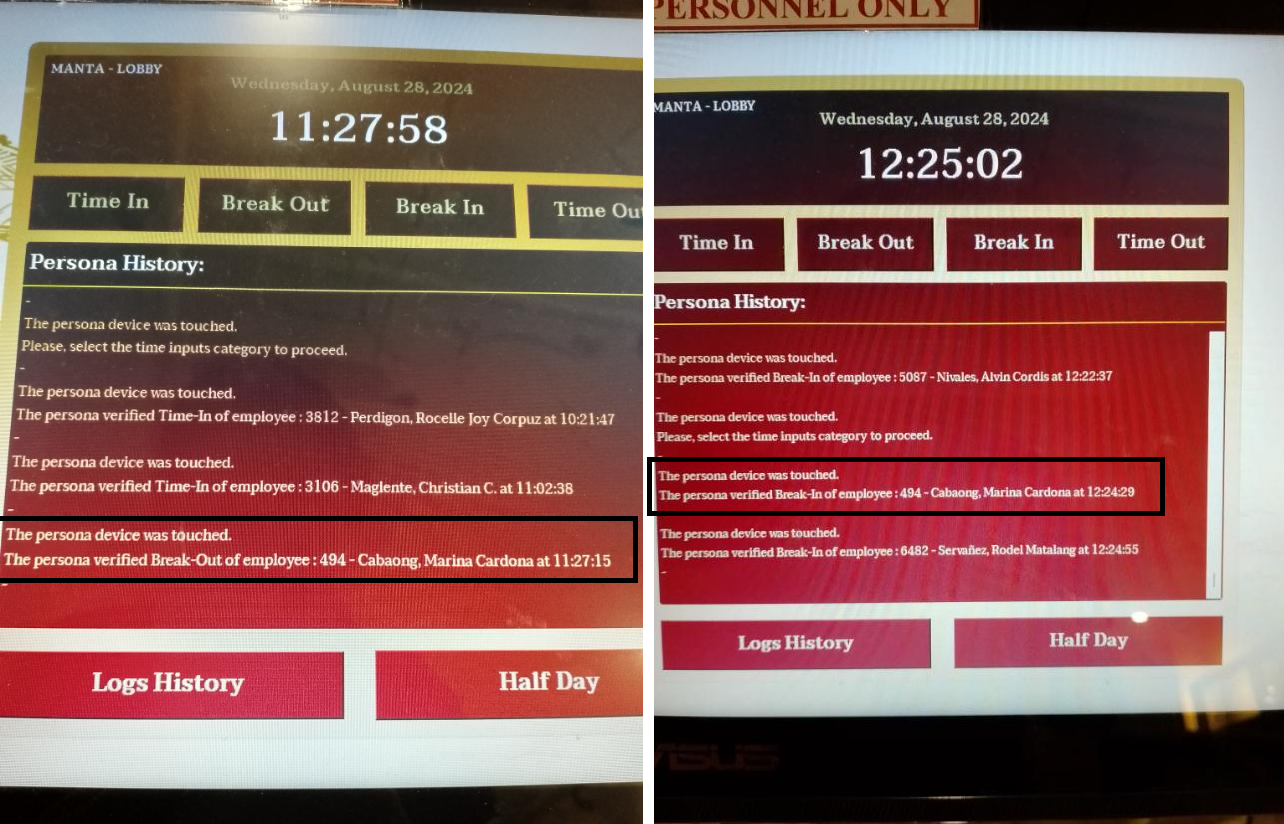 MANTA - LOBBY
Wednesday, August 28, 2024
11:27:58
Time In
Break Out
Break In
Time Ou
Persona History:
-
The persona device was touched.
Please, select the time inputs category to proceed.
-
The persona device was touched.
The persona verified Time-In of employee : 3812 - Perdigon, Rocelle Joy Corpuz at 10:21:47
-
The persona device was touched.
The persona verified Time-In of employee : 3106 - Maglente, Christian C. at 11:02:38
-
The persona device was touched.
The persona verified Break-Out of employee : 494 - Cabaong, Marina Cardona at 11:27:15
-
Logs History
Half Day
PERSONNEL ONLY
MANTA - LOBBY
Wednesday, August 28, 2024
12:25:02
Time In
Break Out
Break In
Time Out
Persona History:
-
The persona device was touched.
The persona verified Break-In of employee : 5087 - Nivales, Alvin Cordis at 12:22:37
-
The persona device was touched.
Please, select the time inputs category to proceed.
-
The persona device was touched.
The persona verified Break-In of employee : 494 - Cabaong, Marina Cardona at 12:24:29
The persona device was touched.
The persona verified Break-In of employee : 6482 - Servañez, Rodel Matalang at 12:24:55
-
Logs History
Half Day
ASUS